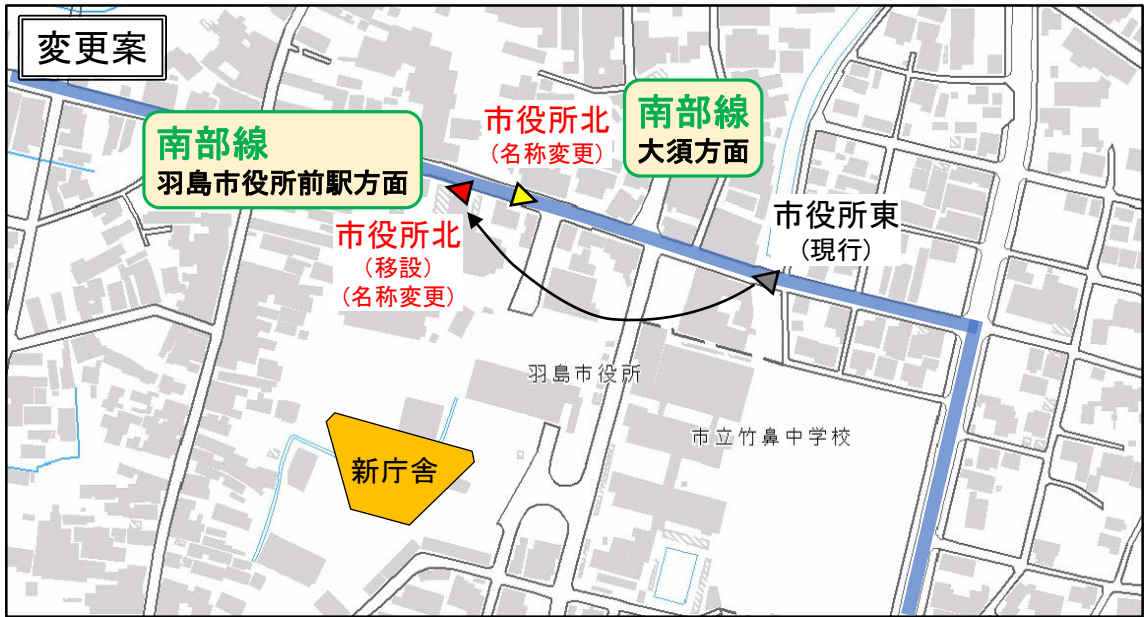 変更案
南部線
羽島市役所前駅方面
市役所北
(名称変更)
南部線
大須方面
市役所北
(移設)
(名称変更)
市役所東
(現行)
羽島市役所
市立竹鼻中学校
新庁舎